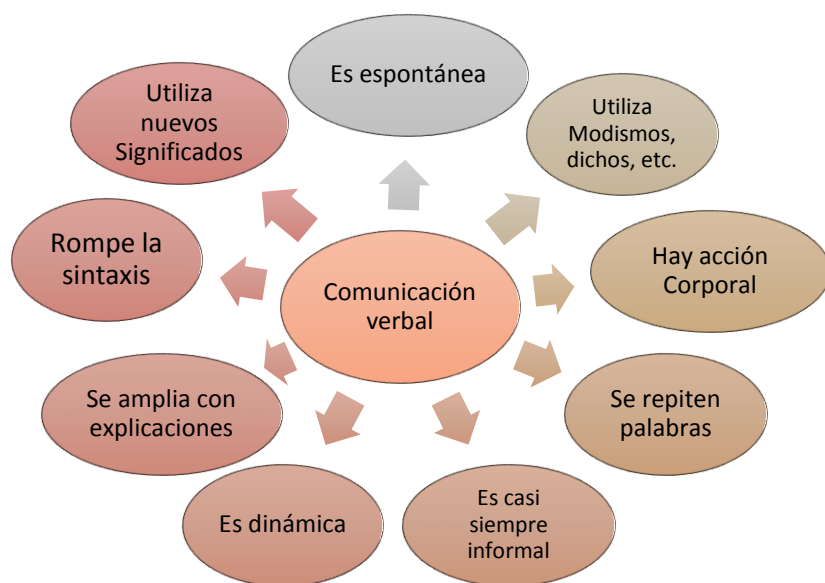 Es espontánea
Utiliza
Modismos,
dichos, etc.
Hay acción
Corporal
Se repiten
palabras
Es casi
siempre
informal
Es dinámica
Se amplia con
explicaciones
Rompe la
sintaxis
Utiliza
nuevos
Significados
Comunicación
verbal